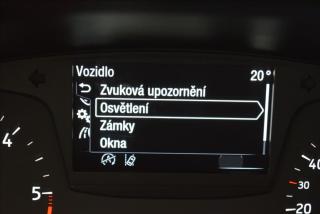 Vozidlo 20°
Zvuková upozornění
Osvětlení
Zámky
Okna
4
5
40
30
20